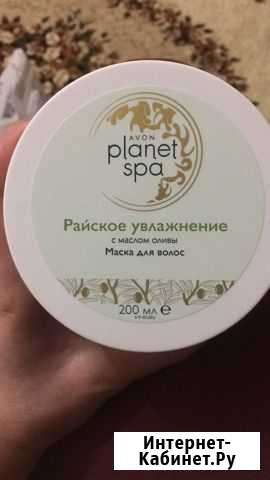 AVON
planet
spa
Райское увлажнение
с маслом оливы
Маска для волос
200 мл ℮
Интернет-
Кабинет.Ру